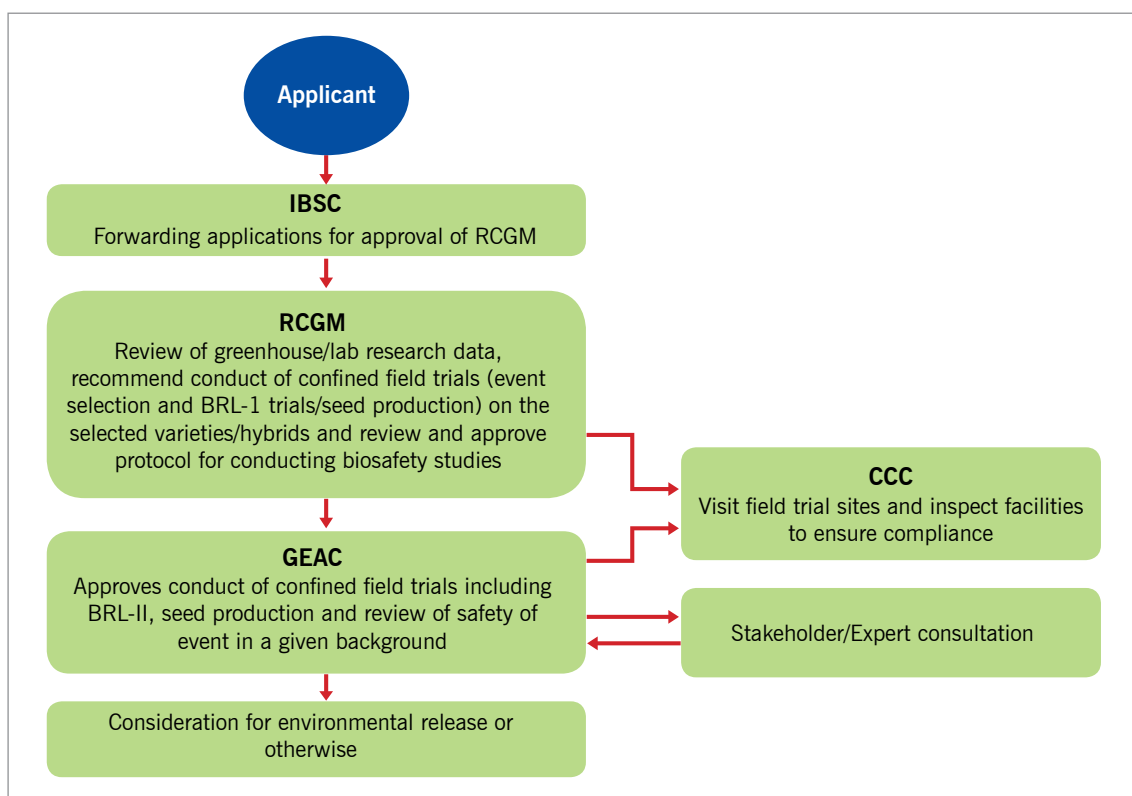 Applicant
IBSC
Forwarding applications for approval of RCGM
RCGM
Review of greenhouse/lab research data,
recommend conduct of confined field trials (event
selection and BRL-1 trials/seed production) on the
selected varieties/hybrids and review and approve
protocol for conducting biosafety studies
CCC
Visit field trial sites and inspect facilities
to ensure compliance
GEAC
Approves conduct of confined field trials including
BRL-II, seed production and review of safety of
event in a given background
Stakeholder/Expert consultation
Consideration for environmental release or
otherwise